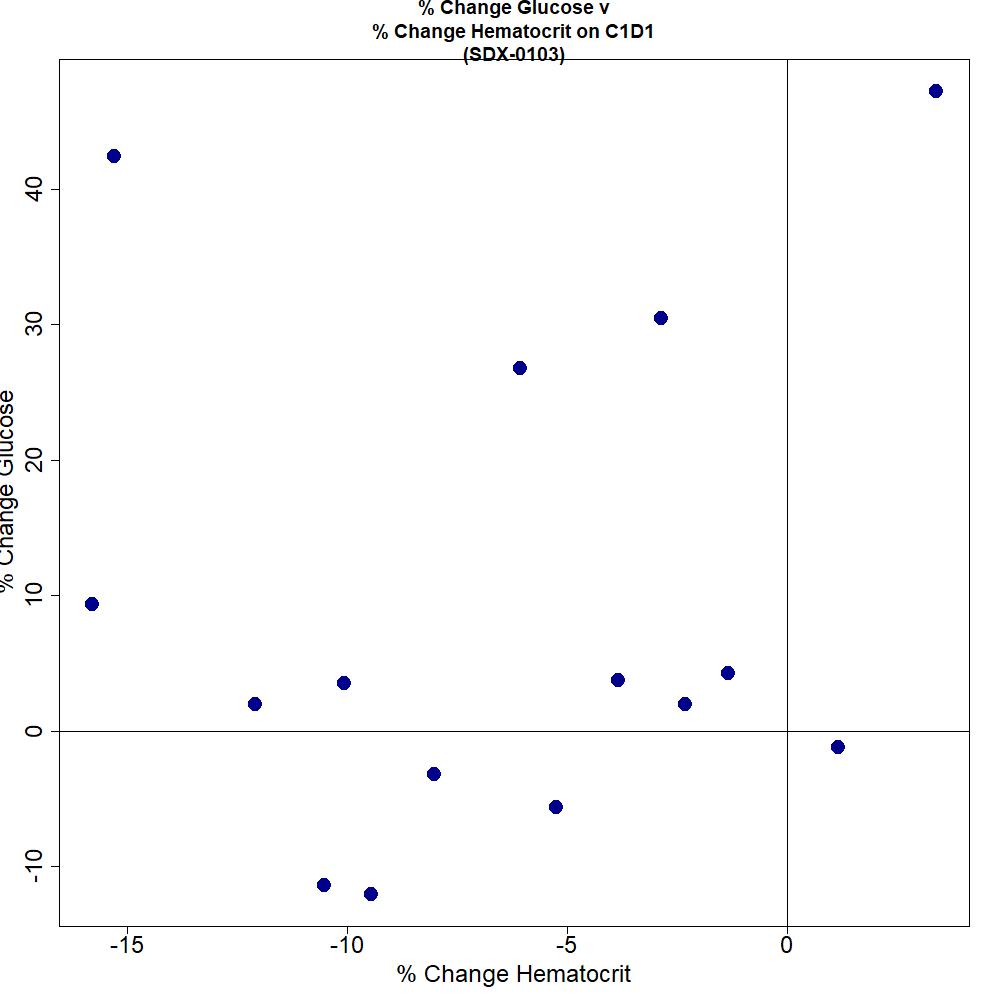 % Change Glucose v
% Change Hematocrit on C1D1
(SDX-0103)
% Change Glucose
40
30
20
10
0
-10
-15
-10
-5
0
% Change Hematocrit